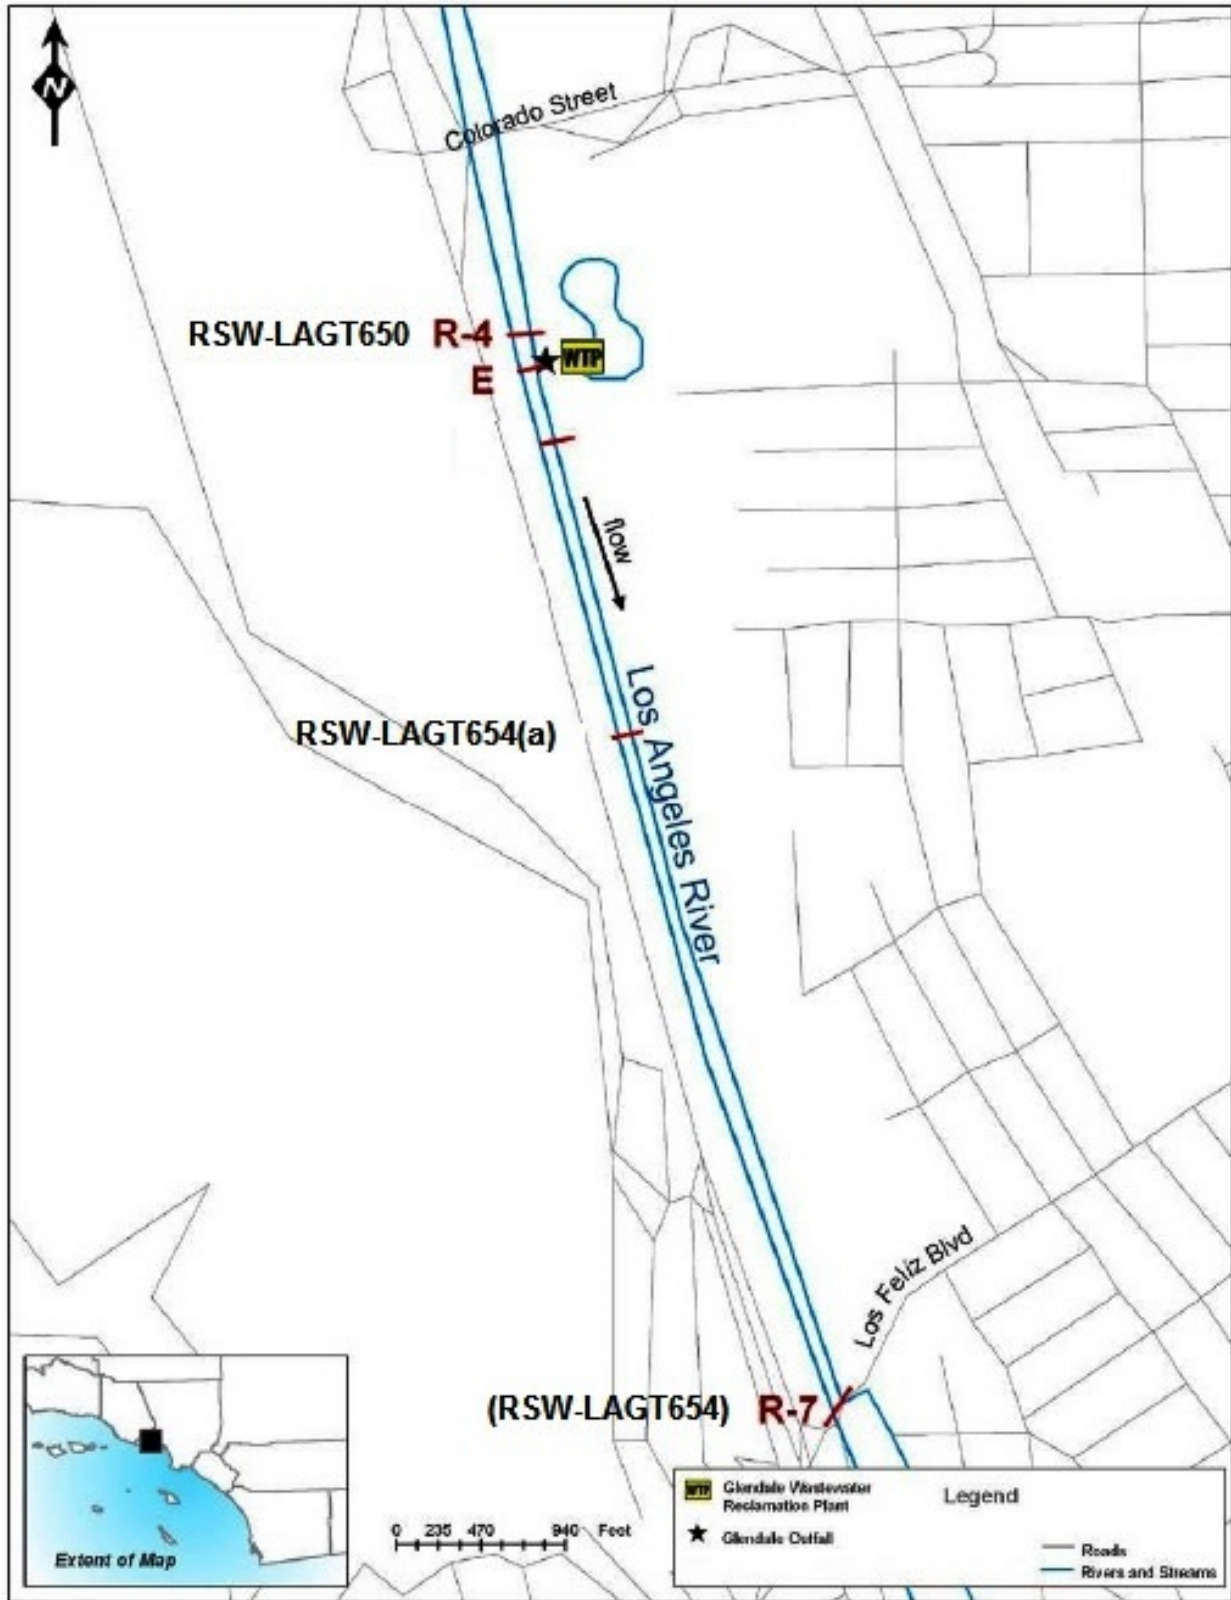 N
Colorado Street
RSW-LAGT650 R-4
WTP
E
flow
Los Angeles River
RSW-LAGT654(a)
Los Feliz Blvd
(RSW-LAGT654) R-7
Extent of Map
0 235 470 940 Feet
Legend
WTP Glendale Wastewater
Reclamation Plant
Glendale Outfall
Roads
Rivers and Streams